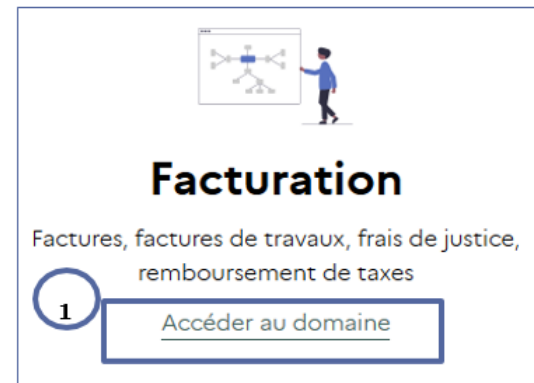 Facturation
Factures, factures de travaux, frais de justice,
remboursement de taxes
1
Accéder au domaine